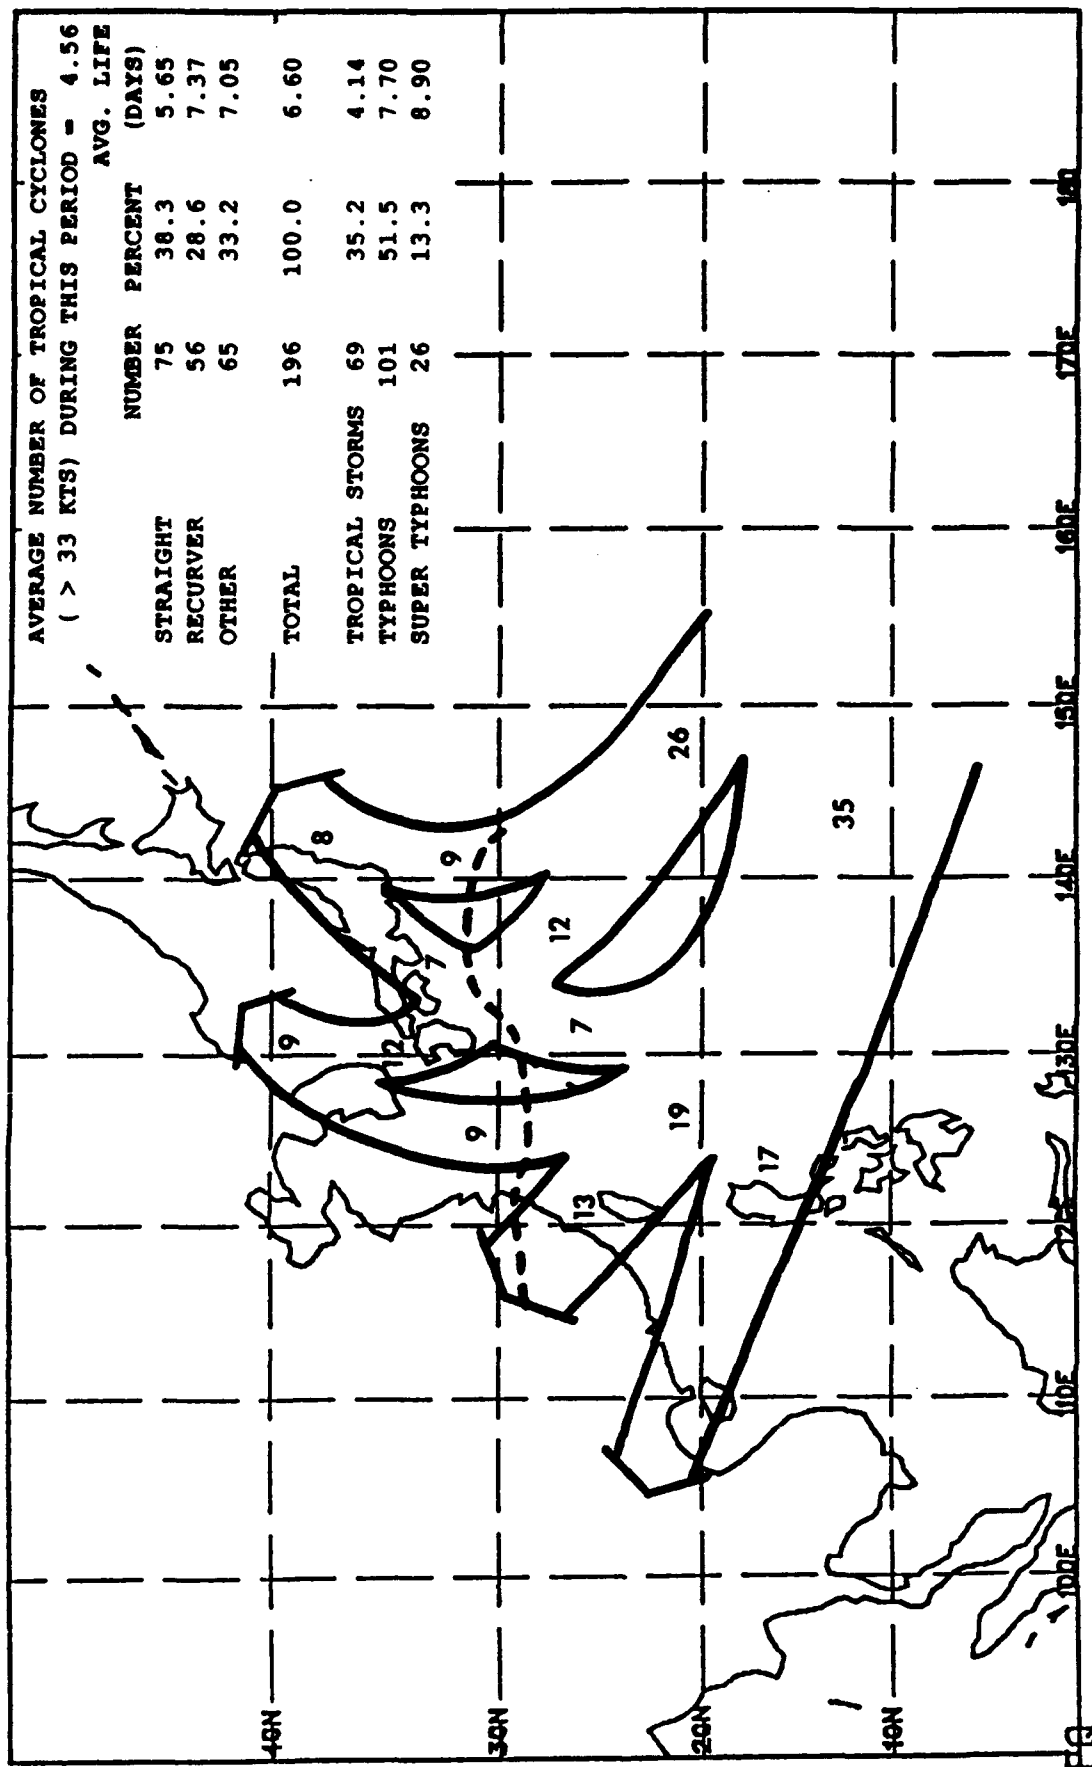 AVERAGE NUMBER OF TROPICAL CYCLONES
( > 33 KTS) DURING THIS PERIOD = 4.56
AVG. LIFE
NUMBER PERCENT (DAYS)
STRAIGHT 75 38.3 5.65
RECURVER 56 28.6 7.37
OTHER 65 33.2 7.05
TOTAL 196 100.0 6.60
TROPICAL STORMS 69 35.2 4.14
TYPHOONS 101 51.5 7.70
SUPER TYPHOONS 26 13.3 8.90
40N
9
8
12
7
30N
9
9
12
13
7
20N
19
26
17
35
10N
EQ
100E 110E 120E 130E 140E 150E 160E 170E 180